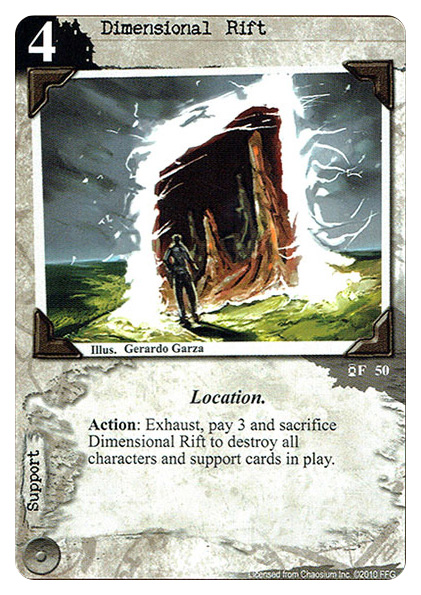 4
Dimensional Rift
Illus. Gerardo Garza
F 50
Location.
Action: Exhaust, pay 3 and sacrifice
Dimensional Rift to destroy all
characters and support cards in play.
Support
Licensed from Chaosium Inc. ©2010 FFG